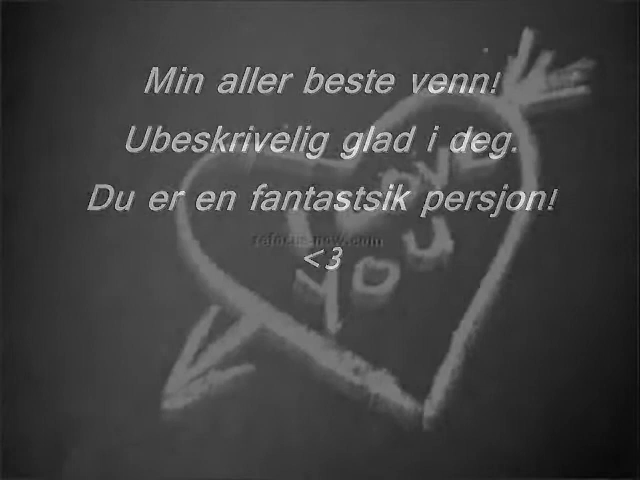 Min aller beste venn!
Ubeskrivelig glad i deg.
Du er en fantastsik persjon!
<3
I Love
you